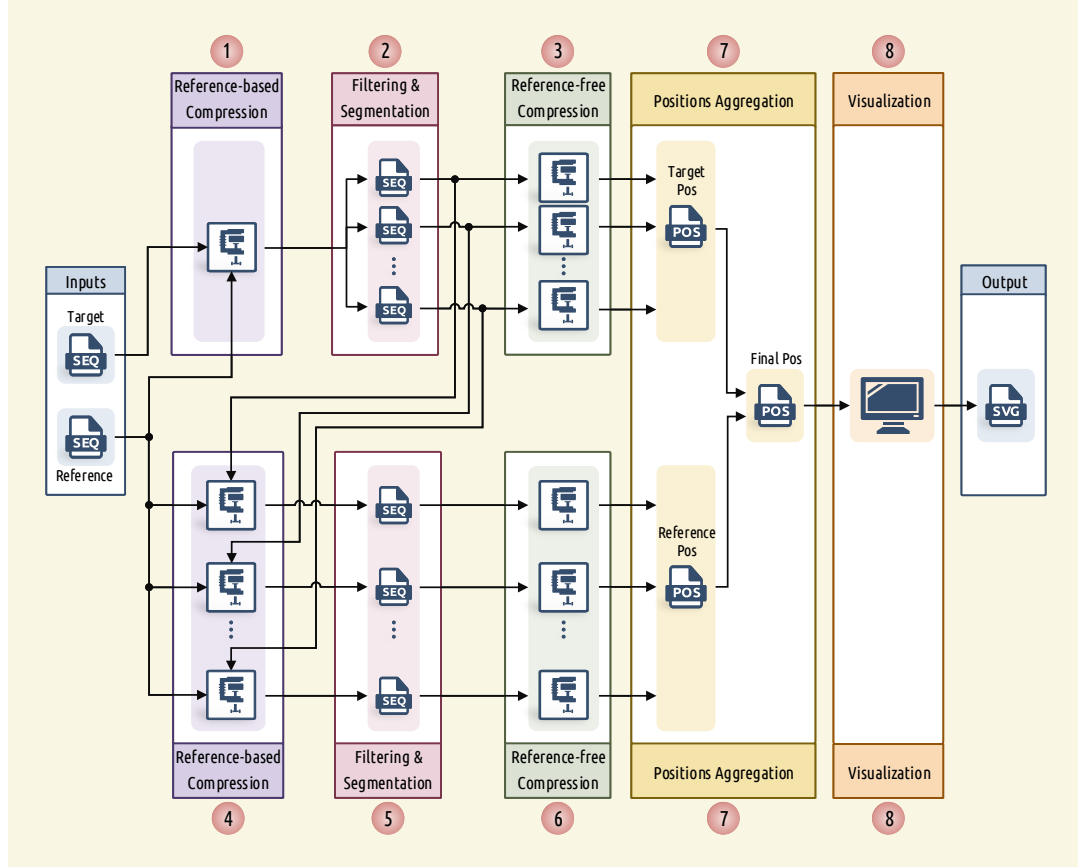 1
2
3
7
8
Reference-based
Compression
Filtering &
Segmentation
Reference-free
Compression
Positions Aggregation
Visualization
SEQ
SEQ
SEQ
Target
Pos
POS
Inputs
Target
SEQ
SEQ
Reference
Final Pos
POS
Output
SVG
SEQ
SEQ
SEQ
Reference
Pos
POS
Reference-based
Compression
Filtering &
Segmentation
Reference-free
Compression
Positions Aggregation
Visualization
4
5
6
7
8